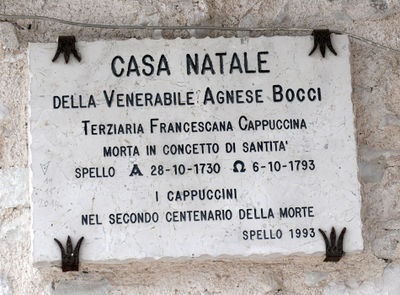 CASA NATALE
DELLA VENERABILE AGNESE BOCCI
TERZIARIA FRANCESCANA CAPPUCCINA
MORTA IN CONCETTO DI SANTITA'
SPELLO Α 28-10-1730 Ω 6-10-1793
I CAPPUCCINI
NEL SECONDO CENTENARIO DELLA MORTE
SPELLO 1993